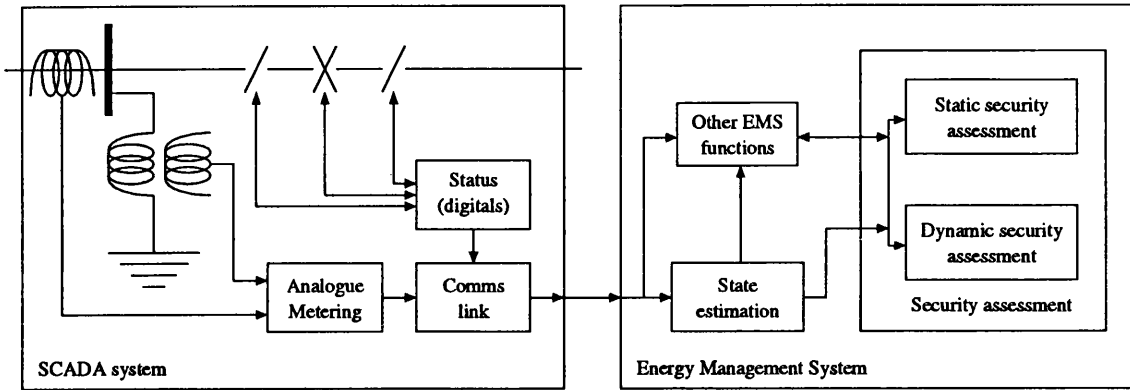 Status
(digitals)
Analogue
Metering
Comms
link
SCADA system
Other EMS
functions
State
estimation
Static security
assessment
Dynamic security
assessment
Security assessment
Energy Management System